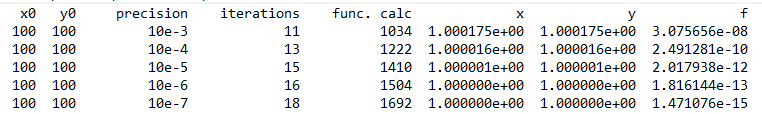 x0 y0 precision iterations func. calc x y f
100 100 10e-3 11 1034 1.000175e+00 1.000175e+00 3.075656e-08
100 100 10e-4 13 1222 1.000016e+00 1.000016e+00 2.491281e-10
100 100 10e-5 15 1410 1.000001e+00 1.000001e+00 2.017938e-12
100 100 10e-6 16 1504 1.000000e+00 1.000000e+00 1.816144e-13
100 100 10e-7 18 1692 1.000000e+00 1.000000e+00 1.471076e-15